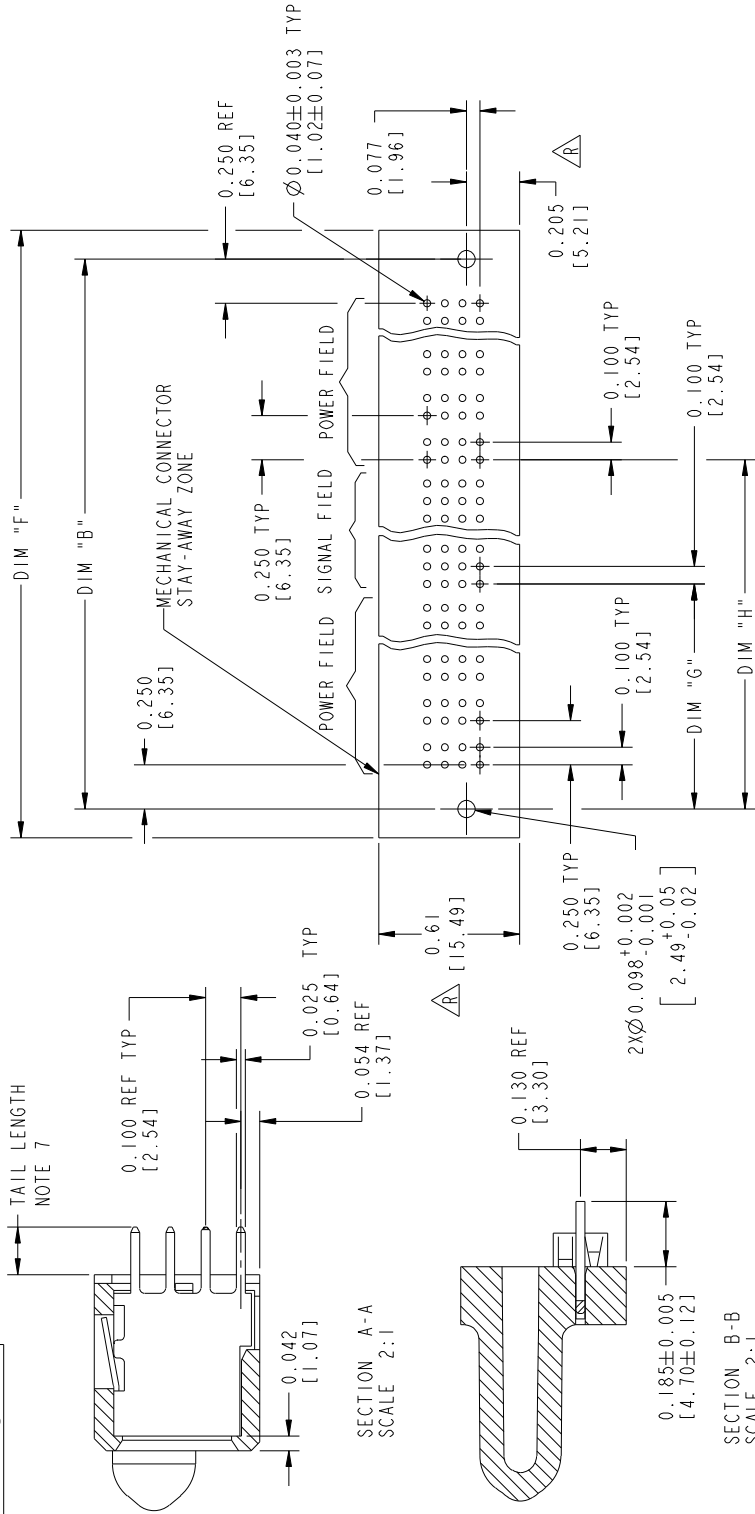 TAIL LENGTH
NOTE 7
0.100 REF TYP
[2.54]
0.025 TYP
[0.64]
0.054 REF
[1.37]
0.042
[1.07]
SECTION A-A
SCALE 2:1
0.130 REF
[3.30]
0.185±0.005
[4.70±0.12]
SECTION B-B
SCALE 2:1
DIM "F"
DIM "B"
MECHANICAL CONNECTOR
STAY-AWAY ZONE
0.250
[6.35]
0.250 TYP
[6.35]
0.250 REF
[6.35]
Ø0.040±0.003 TYP
[1.02±0.07]
POWER FIELD
SIGNAL FIELD
POWER FIELD
0.077
[1.96]
0.205
[5.21]
R
0.61
[15.49]
R
0.100 TYP
[2.54]
0.100 TYP
[2.54]
0.100 TYP
[2.54]
0.250 TYP
[6.35]
2XØ0.098 +0.002
-0.001
[2.49 +0.05
-0.02]
DIM "G"
DIM "H"